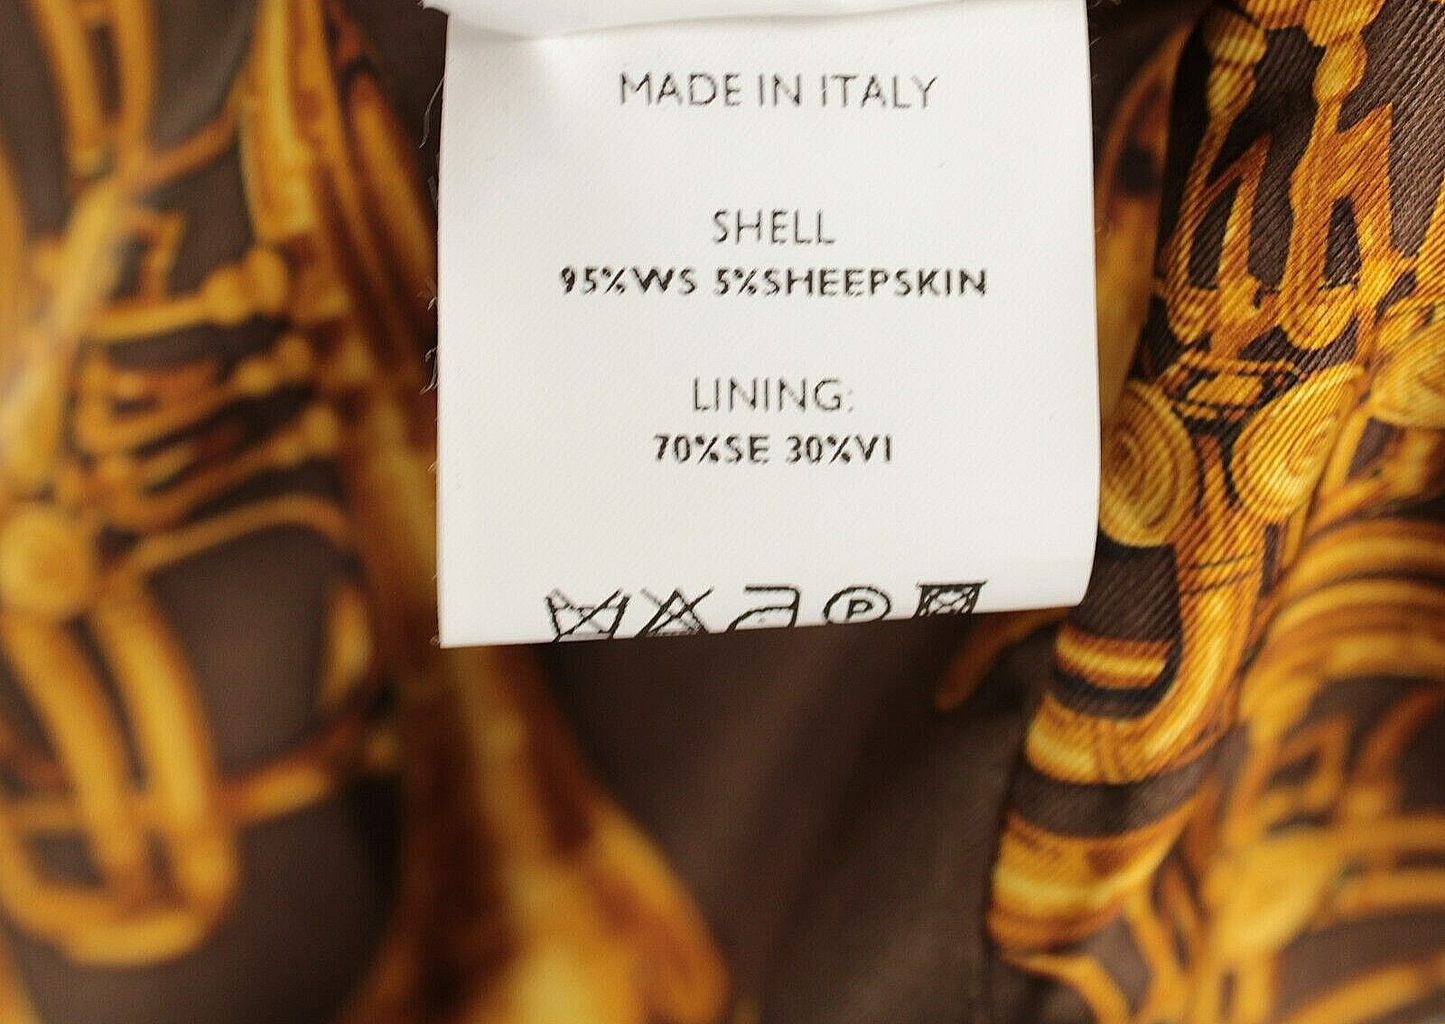 MADE IN ITALY
SHELL
95%WS 5%SHEEPSKIN
LINING:
70%SE 30%VI
P